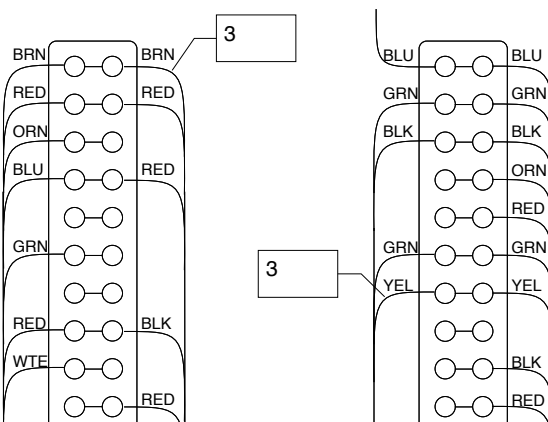 3
BRN BRN BLU BLU
RED RED GRN GRN
ORN BLK BLK
BLU RED ORN
RED
GRN GRN GRN
3
YEL YEL
RED BLK
WTE BLK
RED RED